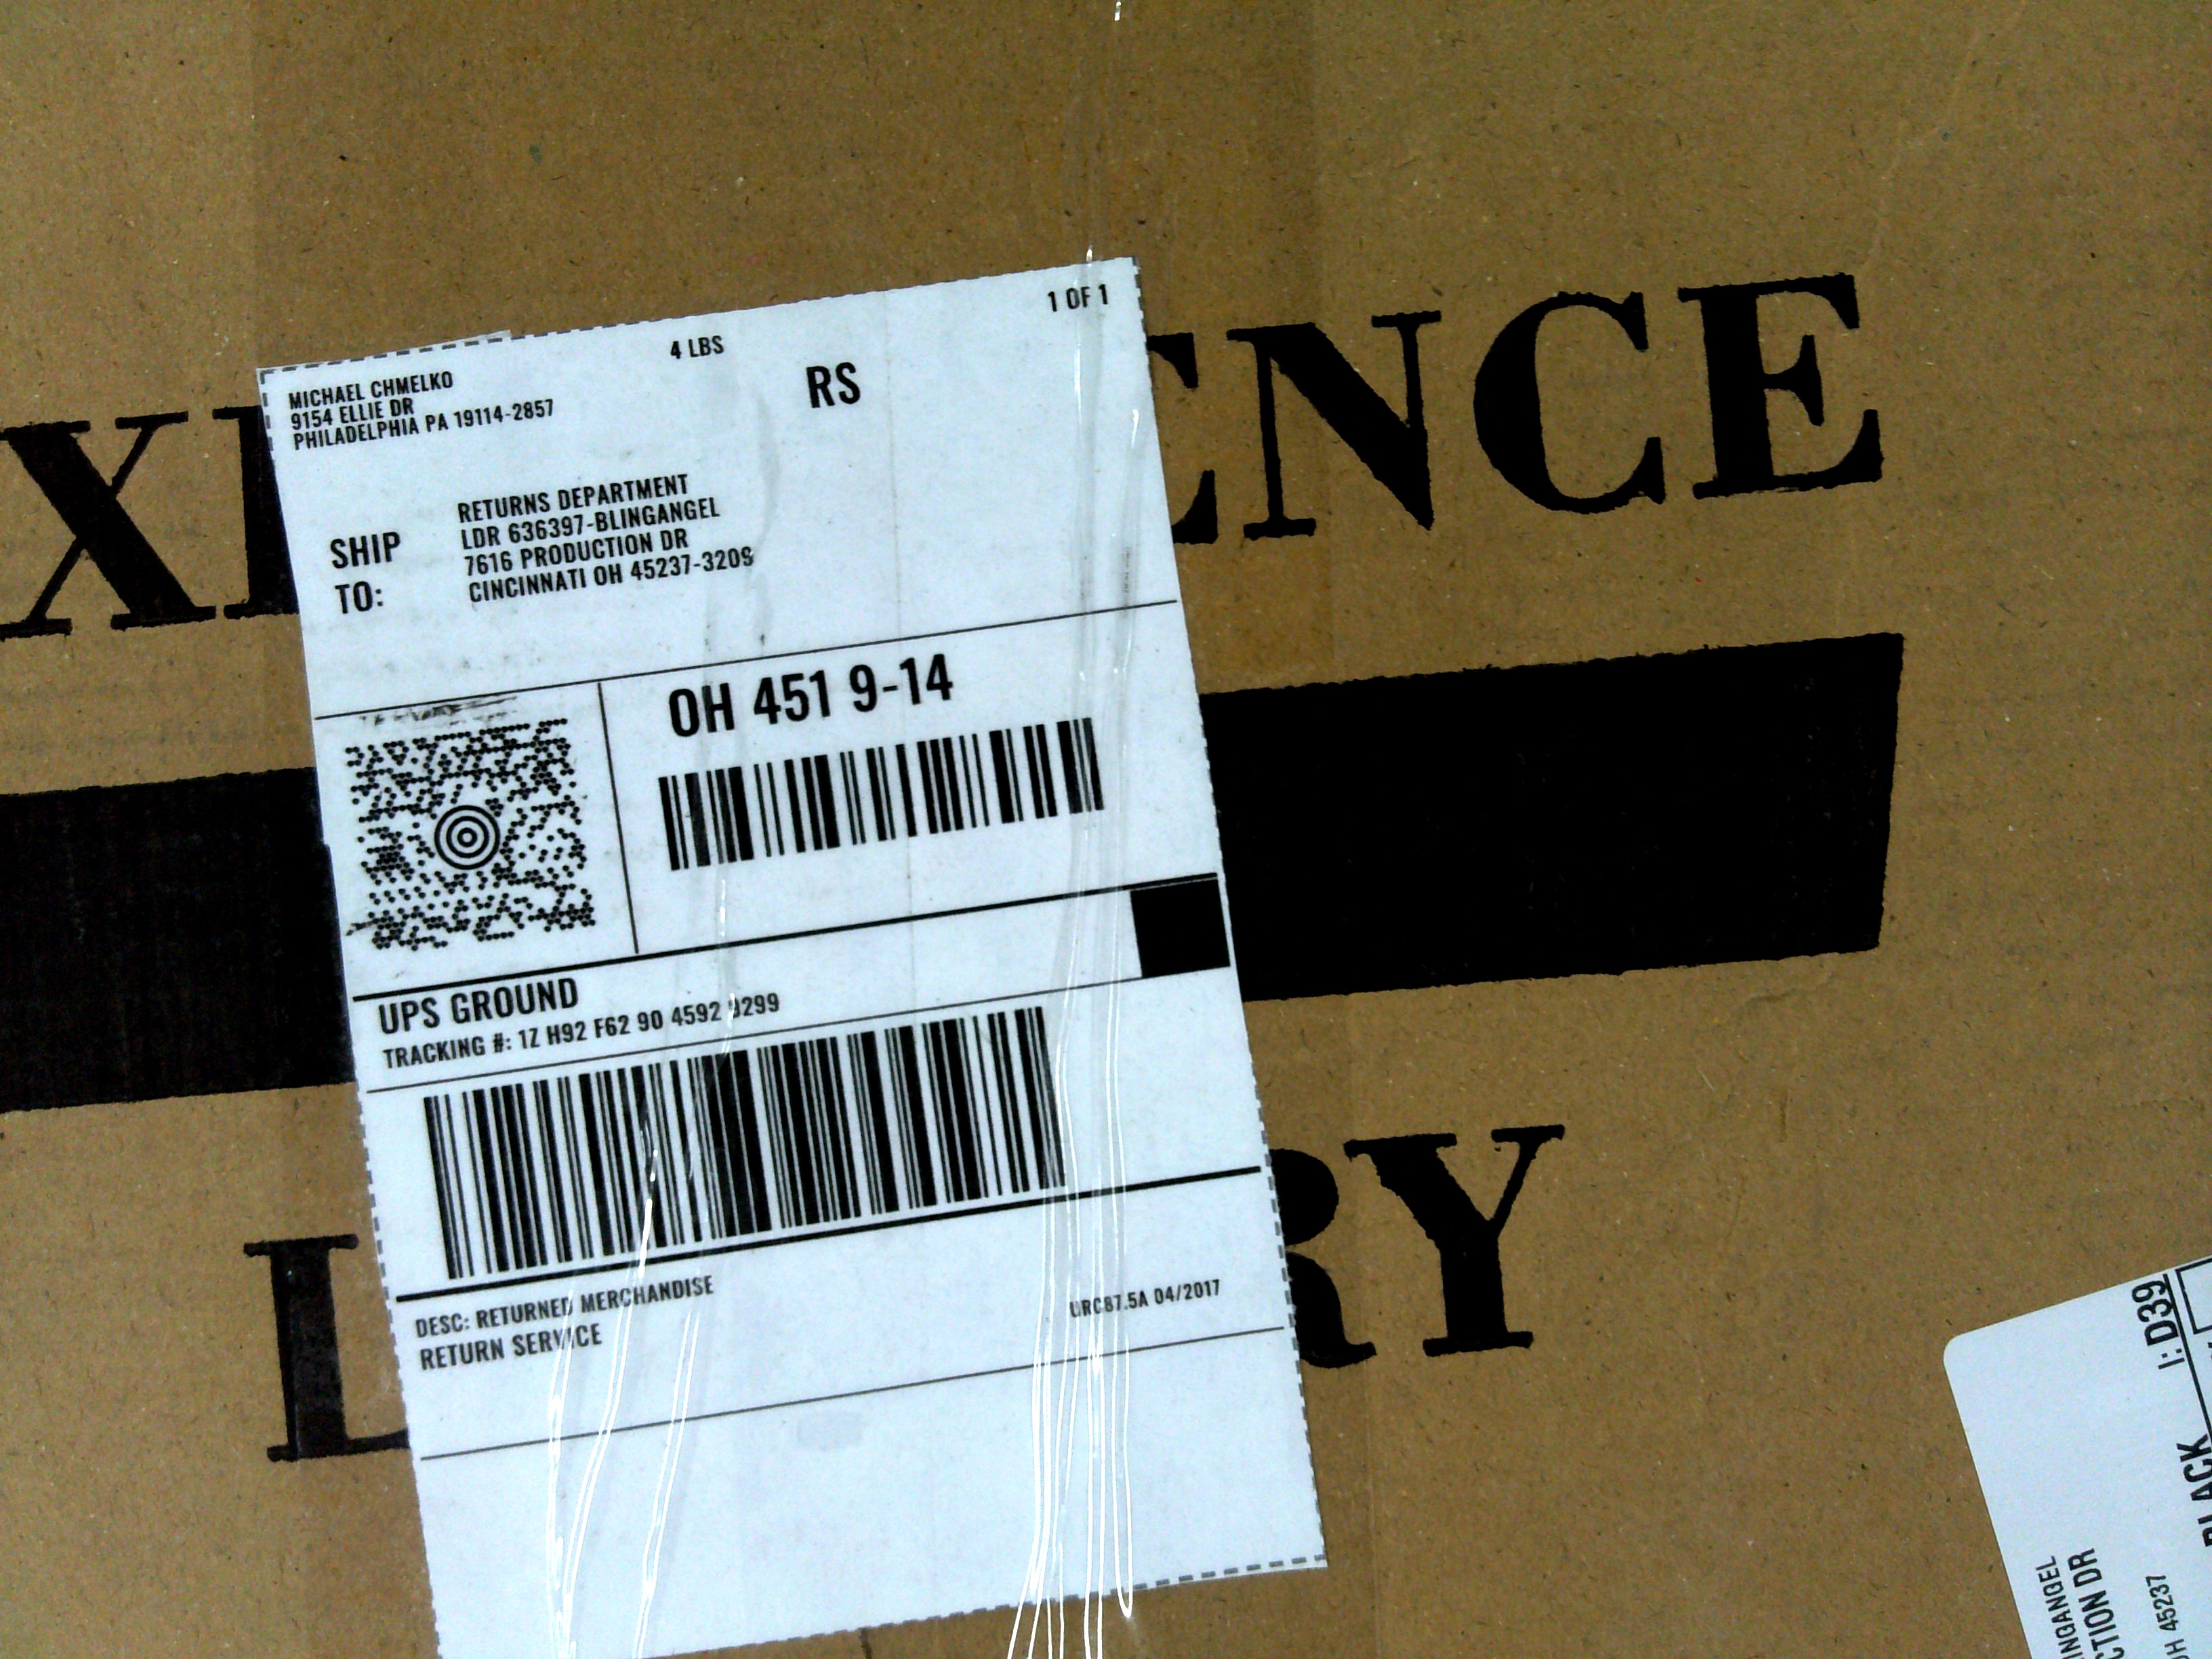 1 OF 1
4 LBS
RS
MICHAEL CHMELKO
9154 ELLIE DR
PHILADELPHIA PA 19114-2857
SHIP
TO:
RETURNS DEPARTMENT
LDR 636397-BLINGANGEL
7616 PRODUCTION DR
CINCINNATI OH 45237-3209
OH 451 9-14
UPS GROUND
TRACKING #: 1Z H92 F62 90 4592
DESC: RETURNED MERCHANDISE
RETURN SERVICE
URC87.5A 04/2017
ENCE
RY
I: D39
BLACK
INGANGEL
CTION DR
OH 45237